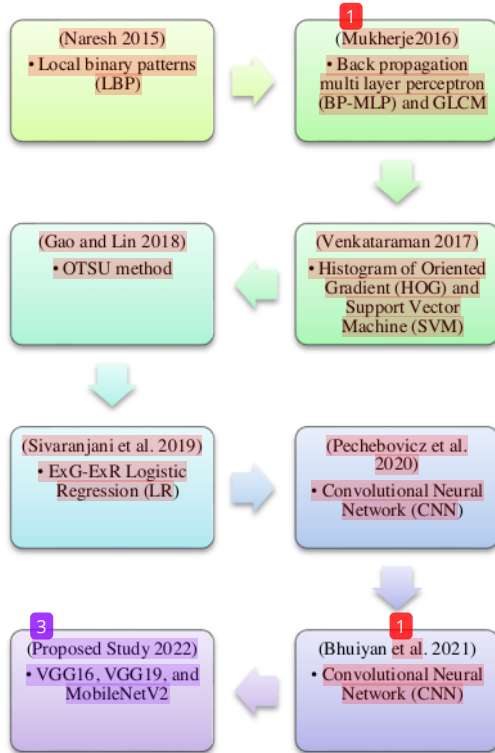 1
(Naresh 2015)
• Local binary patterns
(LBP)
(Mukherje2016)
• Back propagation
multi layer perceptron
(BP-MLP) and GLCM
(Venkataraman 2017)
• Histogram of Oriented
Gradient (HOG) and
Support Vector
Machine (SVM)
(Gao and Lin 2018)
• OTSU method
(Sivaranjani et al. 2019)
• ExG-ExR Logistic
Regression (LR)
(Pechebovicz et al.
2020)
• Convolutional Neural
Network (CNN)
1
(Bhuiyan et al. 2021)
• Convolutional Neural
Network (CNN)
3
(Proposed Study 2022)
• VGG16, VGG19, and
MobileNetV2